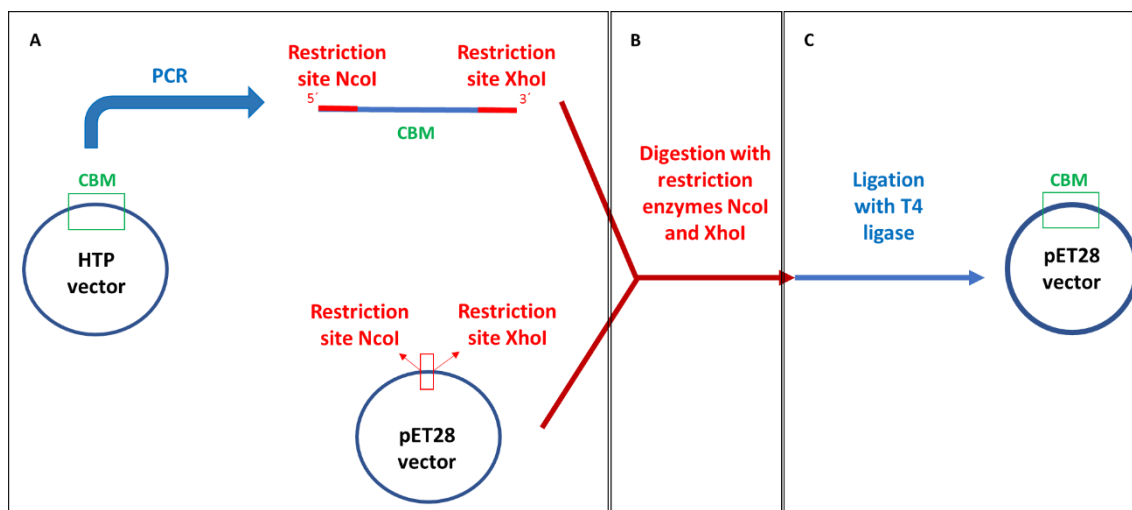 A
PCR
Restriction
site NcoI
Restriction
site XhoI
5´
3´
CBM
CBM
HTP
vector
Restriction
site NcoI
Restriction
site XhoI
pET28
vector
B
Digestion with
restriction
enzymes NcoI
and XhoI
C
Ligation
with T4
ligase
CBM
pET28
vector